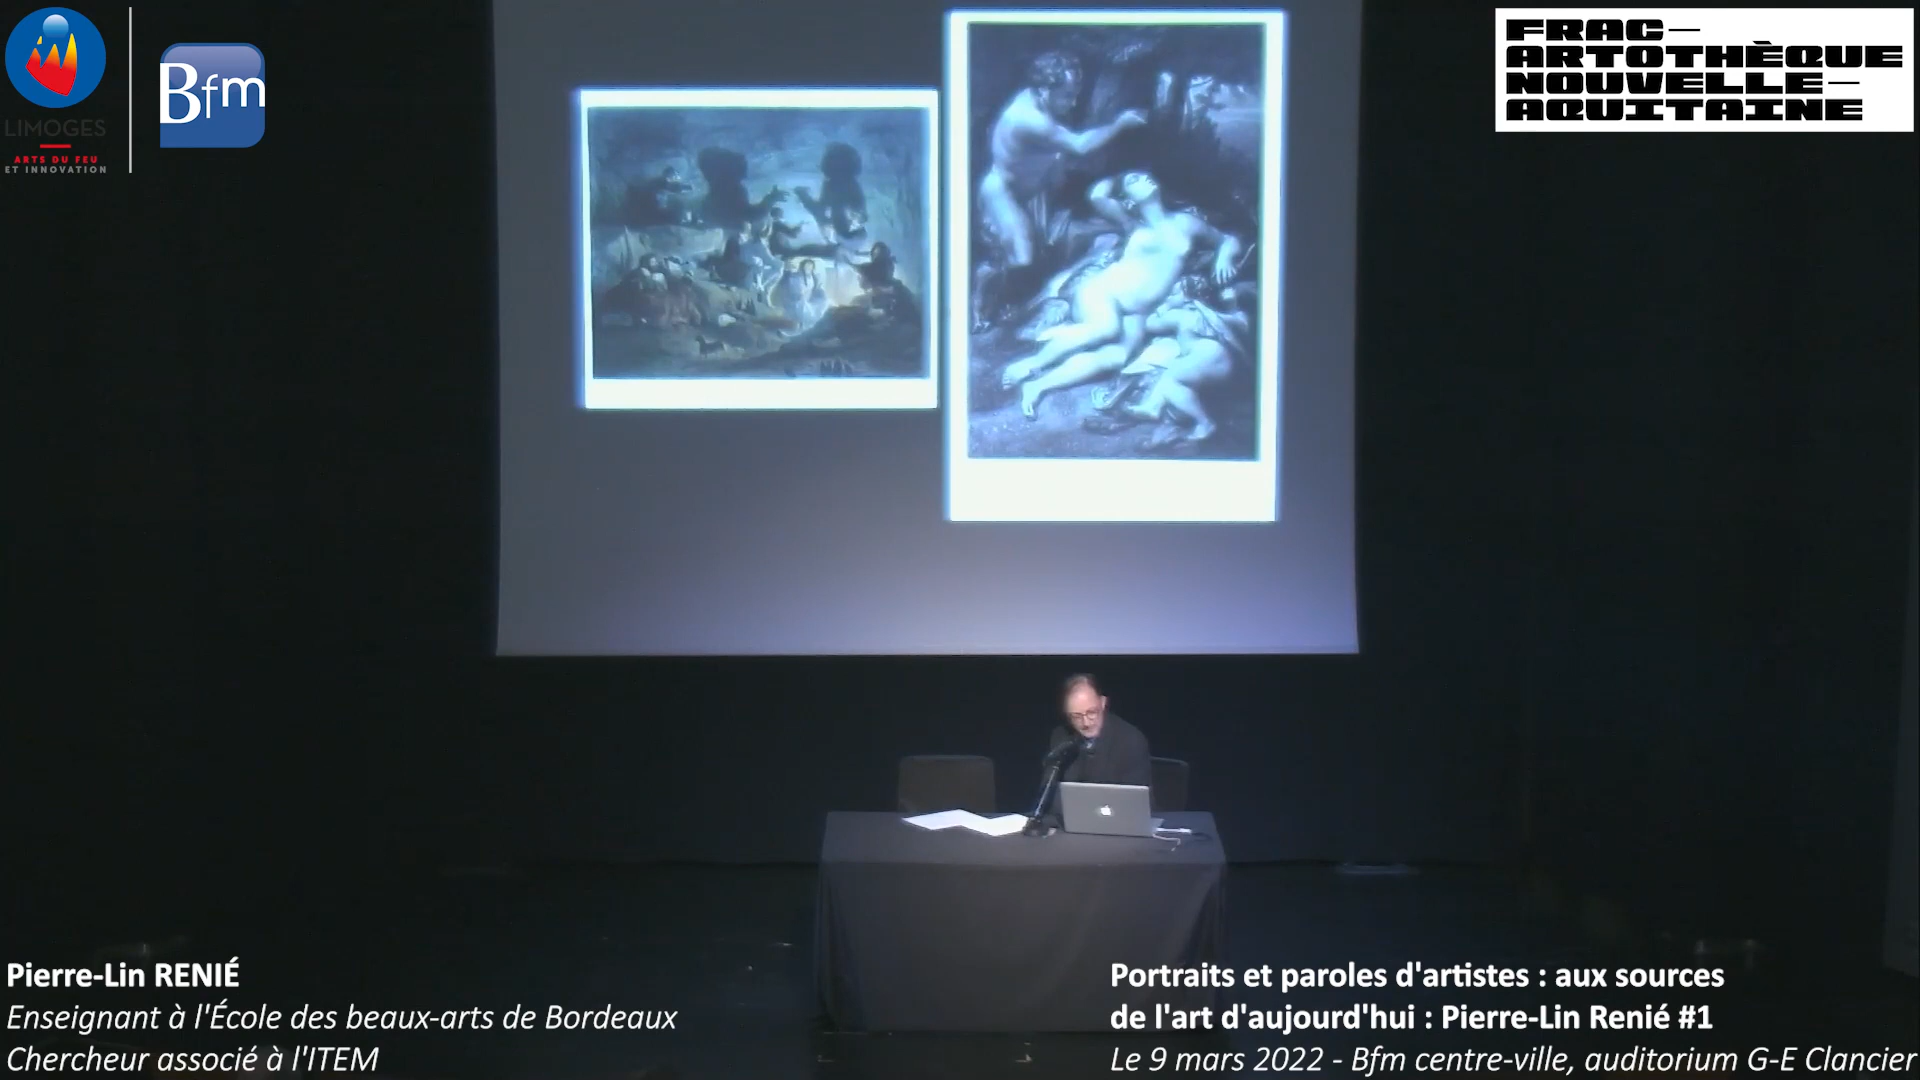 LIMOGES
ARTS DU FEU
ET INNOVATION
Bfm
FRAC—
ARTOTHÈQUE
NOUVELLE—
AQUITAINE
Pierre-Lin RENIÉ
Enseignant à l'École des beaux-arts de Bordeaux
Chercheur associé à l'ITEM
Portraits et paroles d'artistes : aux sources
de l'art d'aujourd'hui : Pierre-Lin Renié #1
Le 9 mars 2022 - Bfm centre-ville, auditorium G-E Clancier